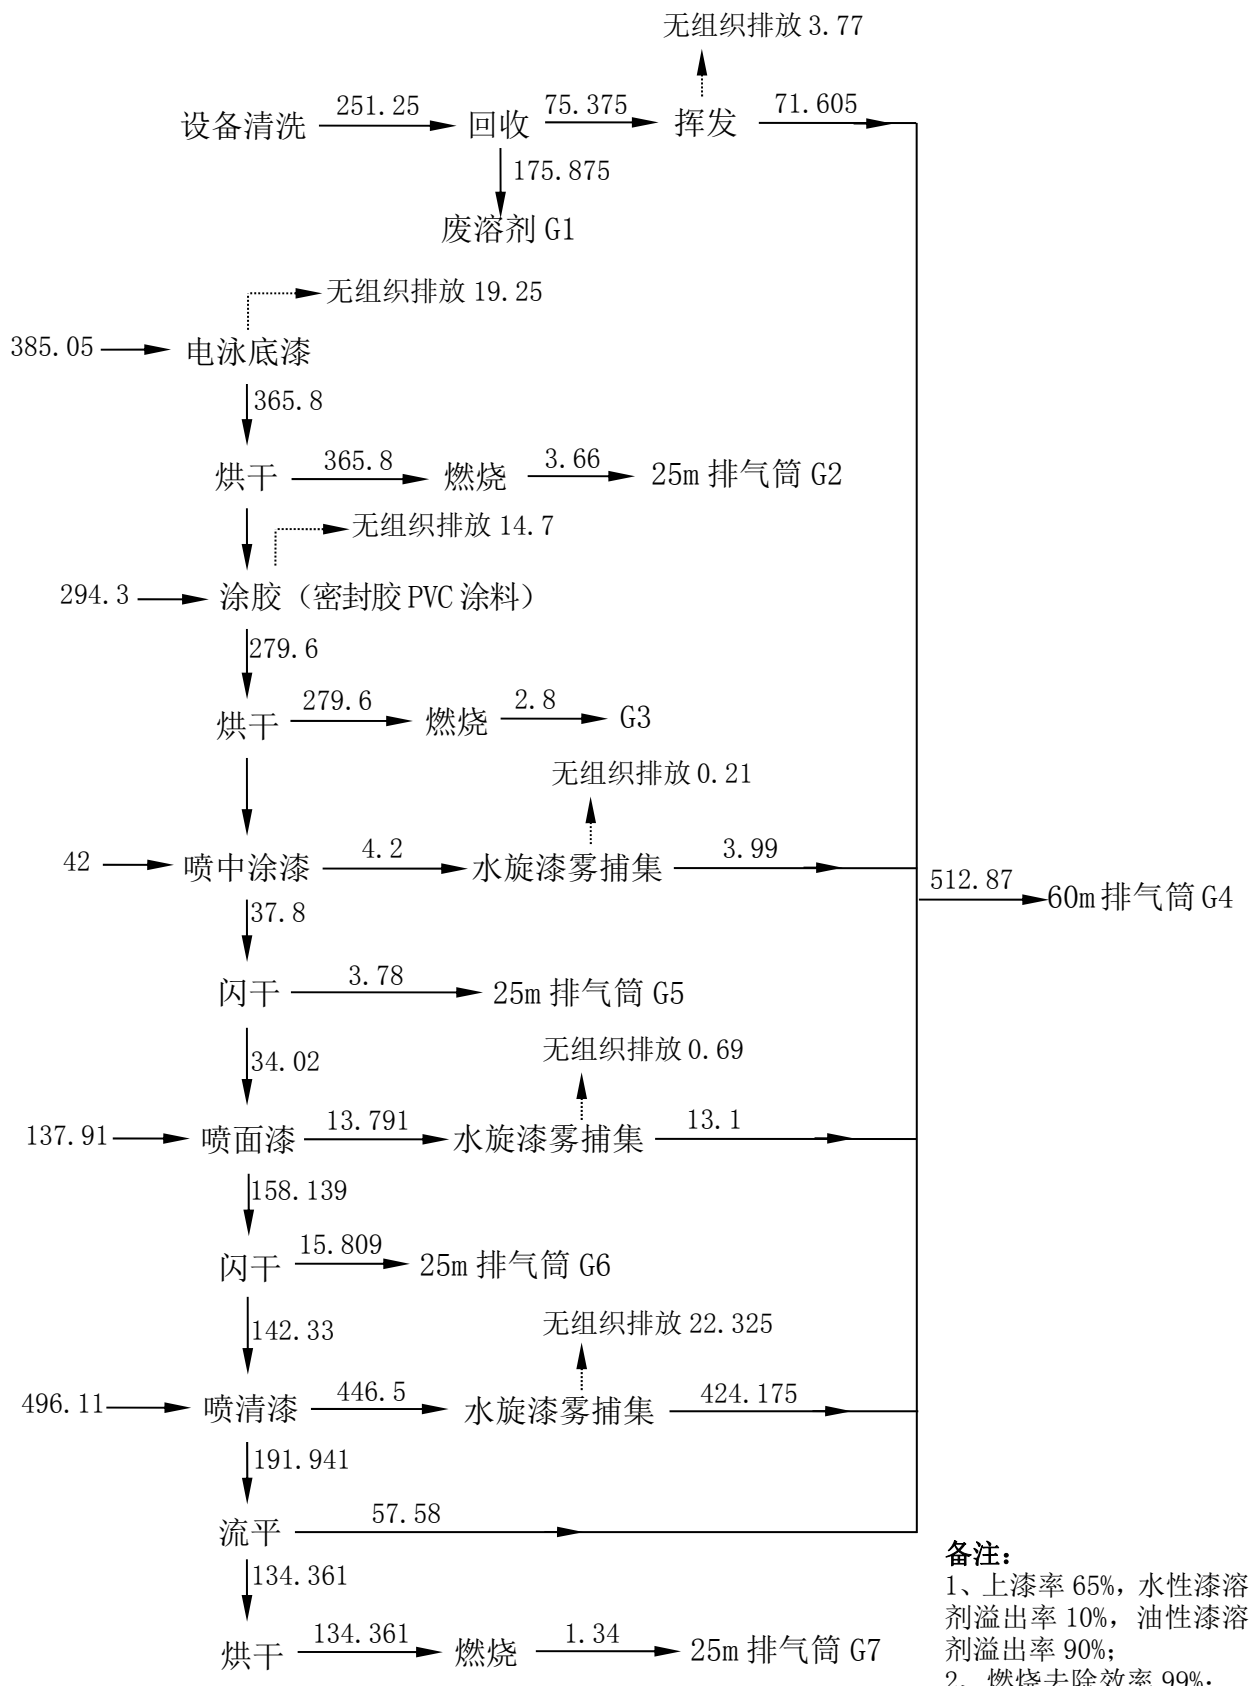 无组织排放 3.77
设备清洗 251.25 回收 75.375 挥发 71.605
175.875
废溶剂 G1
无组织排放 19.25
385.05 电泳底漆
365.8
烘干 365.8 燃烧 3.66 25m 排气筒 G2
无组织排放 14.7
294.3 涂胶（密封胶 PVC 涂料）
279.6
烘干 279.6 燃烧 2.8 G3
无组织排放 0.21
42 喷中涂漆 4.2 水旋漆雾捕集 3.99
512.87 60m 排气筒 G4
37.8
闪干 3.78 25m 排气筒 G5
34.02
无组织排放 0.69
137.91 喷面漆 13.791 水旋漆雾捕集 13.1
158.139
闪干 15.809 25m 排气筒 G6
142.33
无组织排放 22.325
496.11 喷清漆 446.5 水旋漆雾捕集 424.175
191.941
流平 57.58
134.361
烘干 134.361 燃烧 1.34 25m 排气筒 G7
备注：
1、上漆率 65%，水性漆溶
剂溢出率 10%，油性漆溶
剂溢出率 90%；
2、燃烧去除效率 99%；